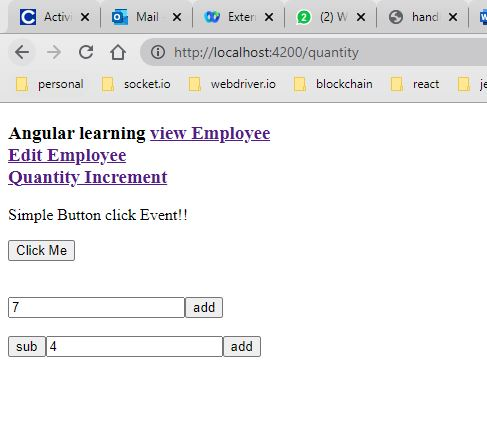 Activi
Mail -
Exter
(2) W
hand
http://localhost:4200/quantity
personal
socket.io
webdriver.io
blockchain
react
je
Angular learning view Employee
Edit Employee
Quantity Increment
Simple Button click Event!!
Click Me
7 add
sub 4 add